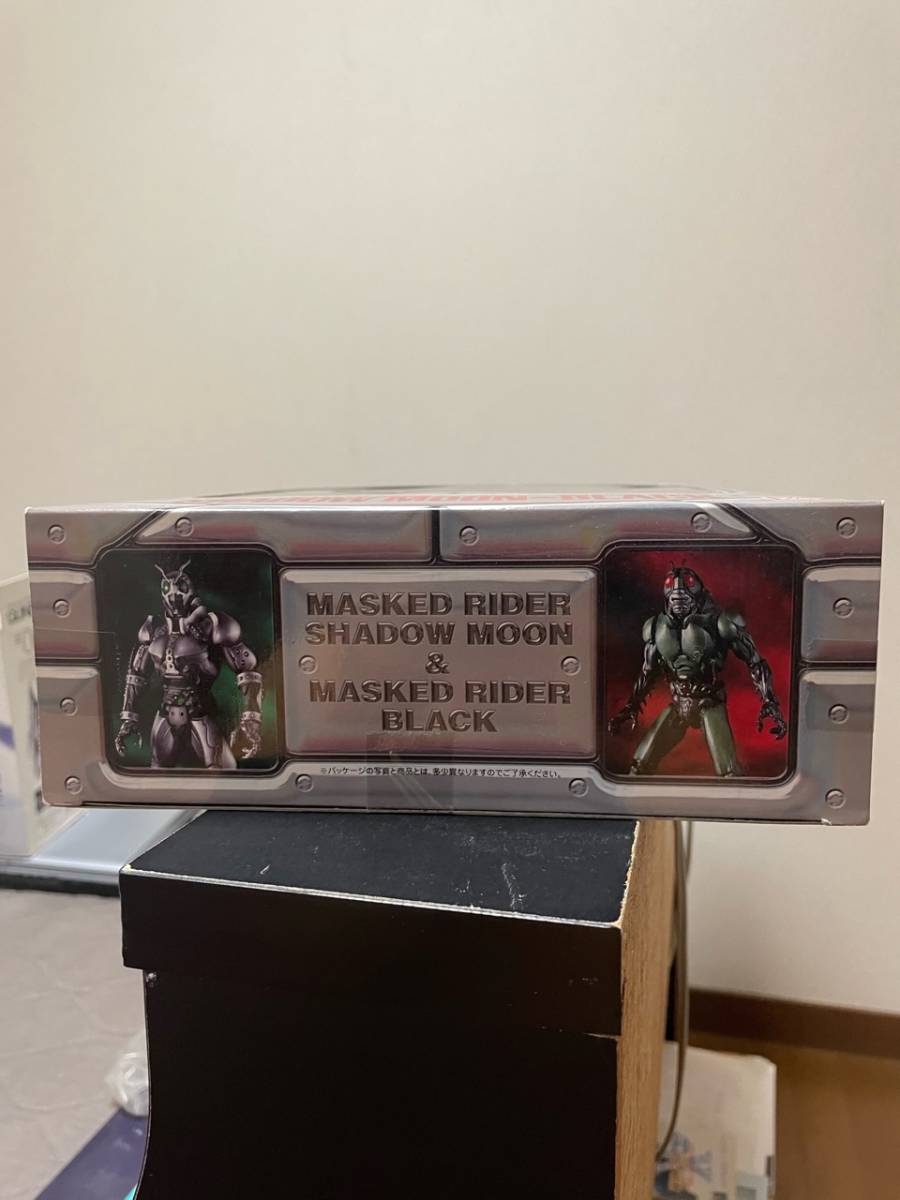 MASKED RIDER
SHADOW MOON
&
MASKED RIDER
BLACK
※パッケージの写真と商品とは、多少異なりますのでご了承ください。